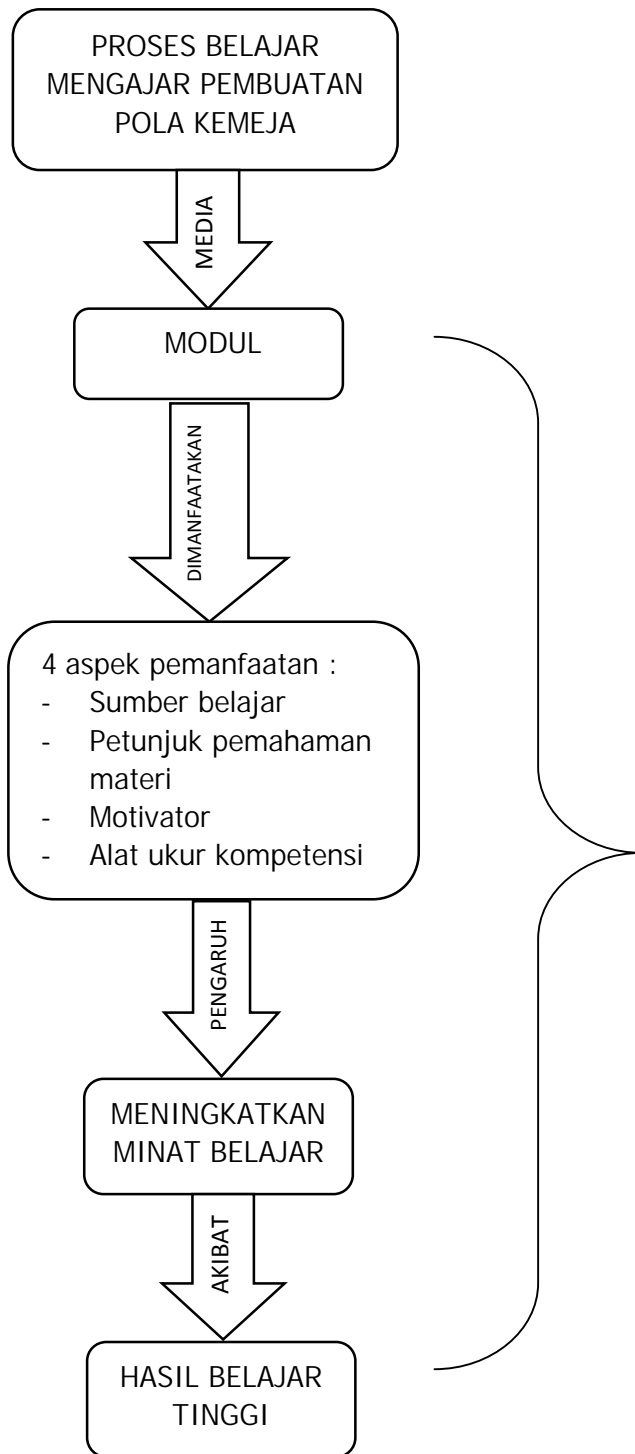 PROSES BELAJAR
MENGAJAR PEMBUATAN
POLA KEMEJA
MEDIA
MODUL
DIMANFAATAKAN
4 aspek pemanfaatan :
- Sumber belajar
- Petunjuk pemahaman
materi
- Motivator
- Alat ukur kompetensi
PENGARUH
MENINGKATKAN
MINAT BELAJAR
AKIBAT
HASIL BELAJAR
TINGGI